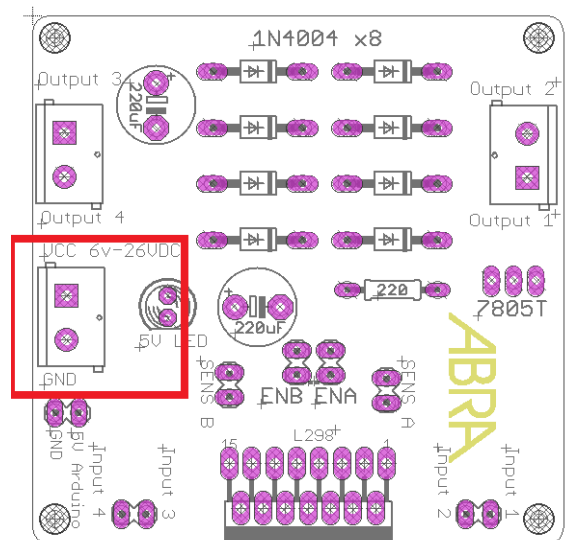 1N4004 x8
Output 3
220uF
Output 2
Output 4
Output 1
VCC 6v-26VDC
220
7805T
220uF
5V LED
GND
SENS B
ENB ENA
SENS A
ABRA
GND
5V Arduino
Input 4
Input 3
15
L298
1
Input 2
Input 1